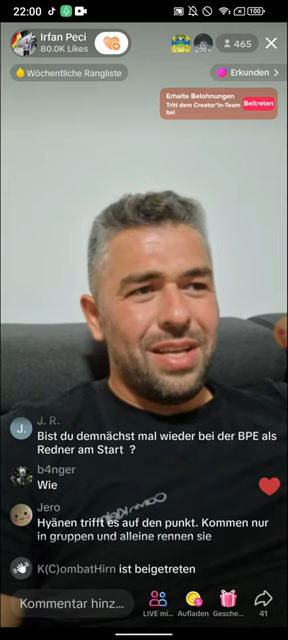 22:00
Irfan Peci
80.0K Likes
465
Wöchentliche Rangliste
Erkunden
Erhalte Belohnungen
Tritt dem Creator*in-Team
bei
Beitreten
J. R.
Bist du demnächst mal wieder bei der BPE als
Redner am Start ?
b4nger
Wie
Jero
Hyänen trifft es auf den punkt. Kommen nur
in gruppen und alleine rennen sie
K(C)ombatHirn ist beigetreten
Kommentar hinz...
LIVE mi...
Aufladen
Gesche...
41